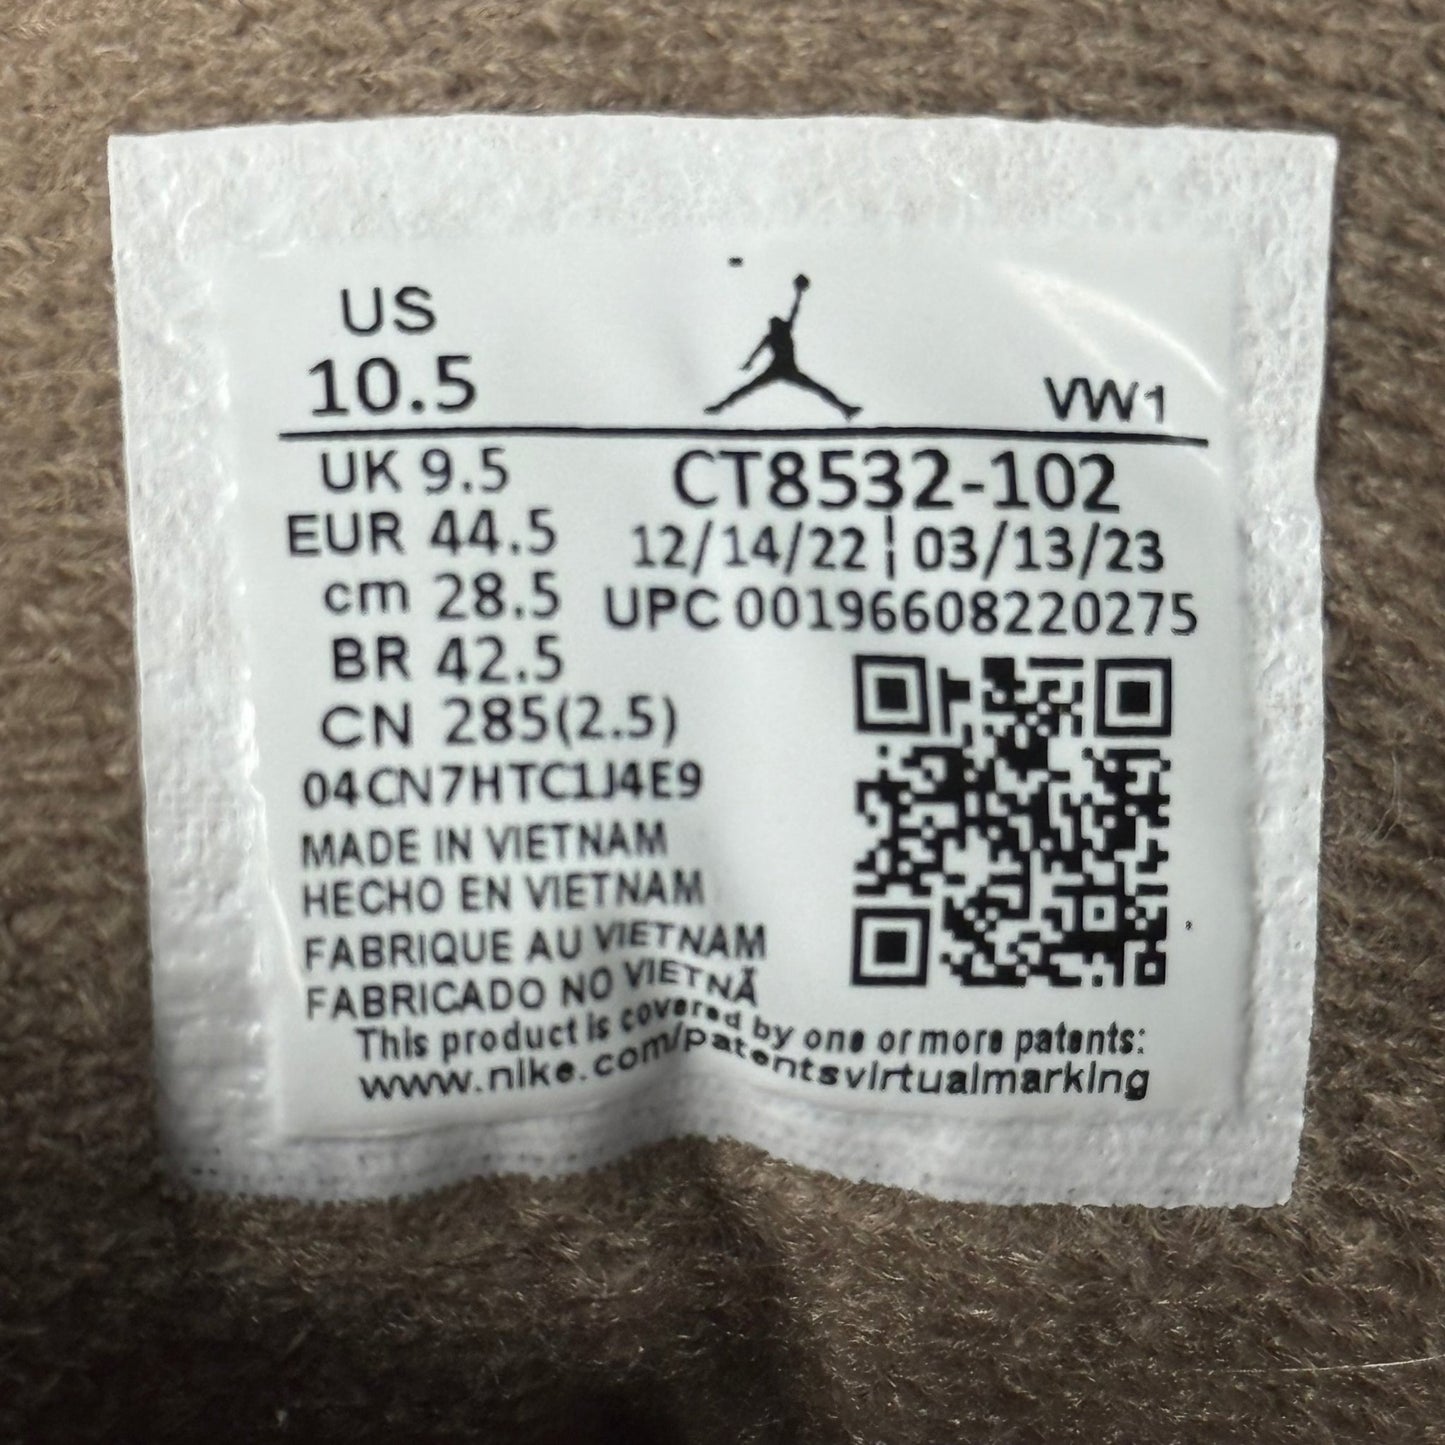 US
10.5
VW1
UK 9.5
CT8532-102
EUR 44.5
12/14/22 ¦ 03/13/23
cm 28.5
UPC 00196608220275
BR 42.5
CN 285(2.5)
04CN7HTC1J4E9
MADE IN VIETNAM
HECHO EN VIETNAM
FABRIQUE AU VIETNAM
FABRICADO NO VIETNÃ
This product is covered by one or more patents:
www.nike.com/patentsvirtualmarking